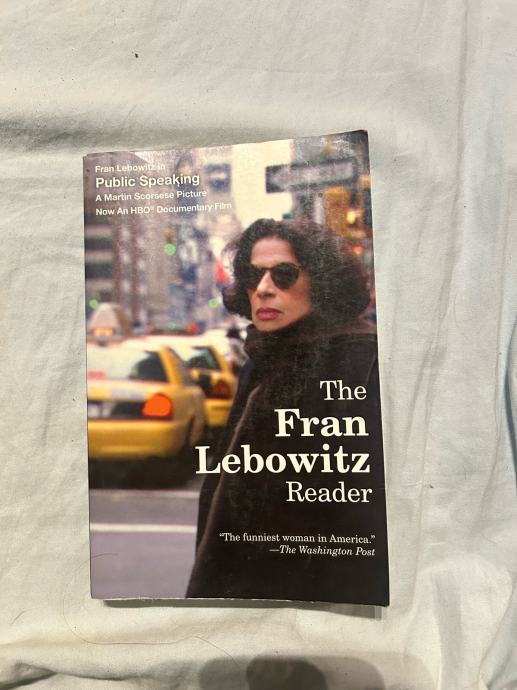 Fran Lebowitz in
Public Speaking
A Martin Scorsese Picture
Now An HBO® Documentary Film
The
Fran
Lebowitz
Reader
“The funniest woman in America.”
—The Washington Post